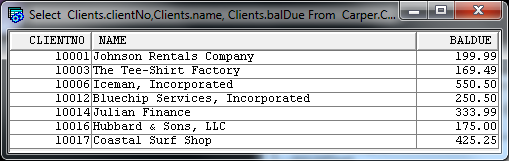 Select  Clients.clientNo,Clients.name, Clients.balDue From  Carper.C...
CLIENTNO NAME BALDUE
10001 Johnson Rentals Company 199.99
10003 The Tee-Shirt Factory 169.49
10006 Iceman, Incorporated 550.50
10012 Bluechip Services, Incorporated 250.50
10014 Julian Finance 333.99
10016 Hubbard & Sons, LLC 175.00
10017 Coastal Surf Shop 425.25